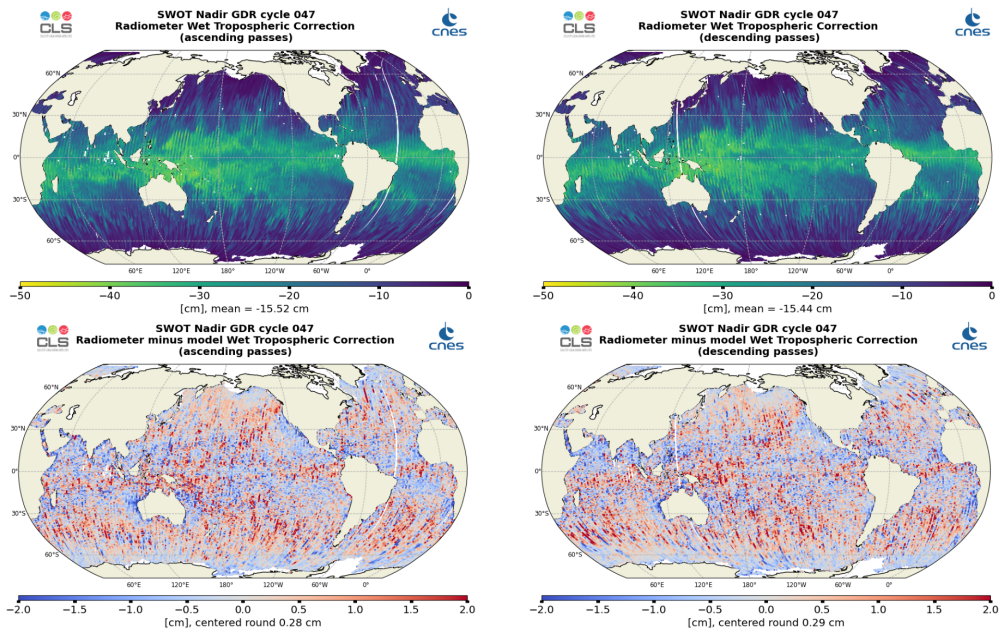 SWOT Nadir GDR cycle 047
Radiometer Wet Tropospheric Correction
(ascending passes)
CLS
cnes
60°N
30°N
0°
30°S
60°S
60°E 120°E 180° 120°W 60°W 0°
−50 −40 −30 −20 −10 0
[cm], mean = -15.52 cm
SWOT Nadir GDR cycle 047
Radiometer Wet Tropospheric Correction
(descending passes)
CLS
cnes
60°N
30°N
0°
30°S
60°S
60°E 120°E 180° 120°W 60°W 0°
−50 −40 −30 −20 −10 0
[cm], mean = -15.44 cm
SWOT Nadir GDR cycle 047
Radiometer minus model Wet Tropospheric Correction
(ascending passes)
CLS
cnes
60°N
30°N
0°
30°S
60°S
60°E 120°E 180° 120°W 60°W 0°
−2.0 −1.5 −1.0 −0.5 0.0 0.5 1.0 1.5 2.0
[cm], centered round 0.28 cm
SWOT Nadir GDR cycle 047
Radiometer minus model Wet Tropospheric Correction
(descending passes)
CLS
cnes
60°N
30°N
0°
30°S
60°S
60°E 120°E 180° 120°W 60°W 0°
−2.0 −1.5 −1.0 −0.5 0.0 0.5 1.0 1.5 2.0
[cm], centered round 0.29 cm